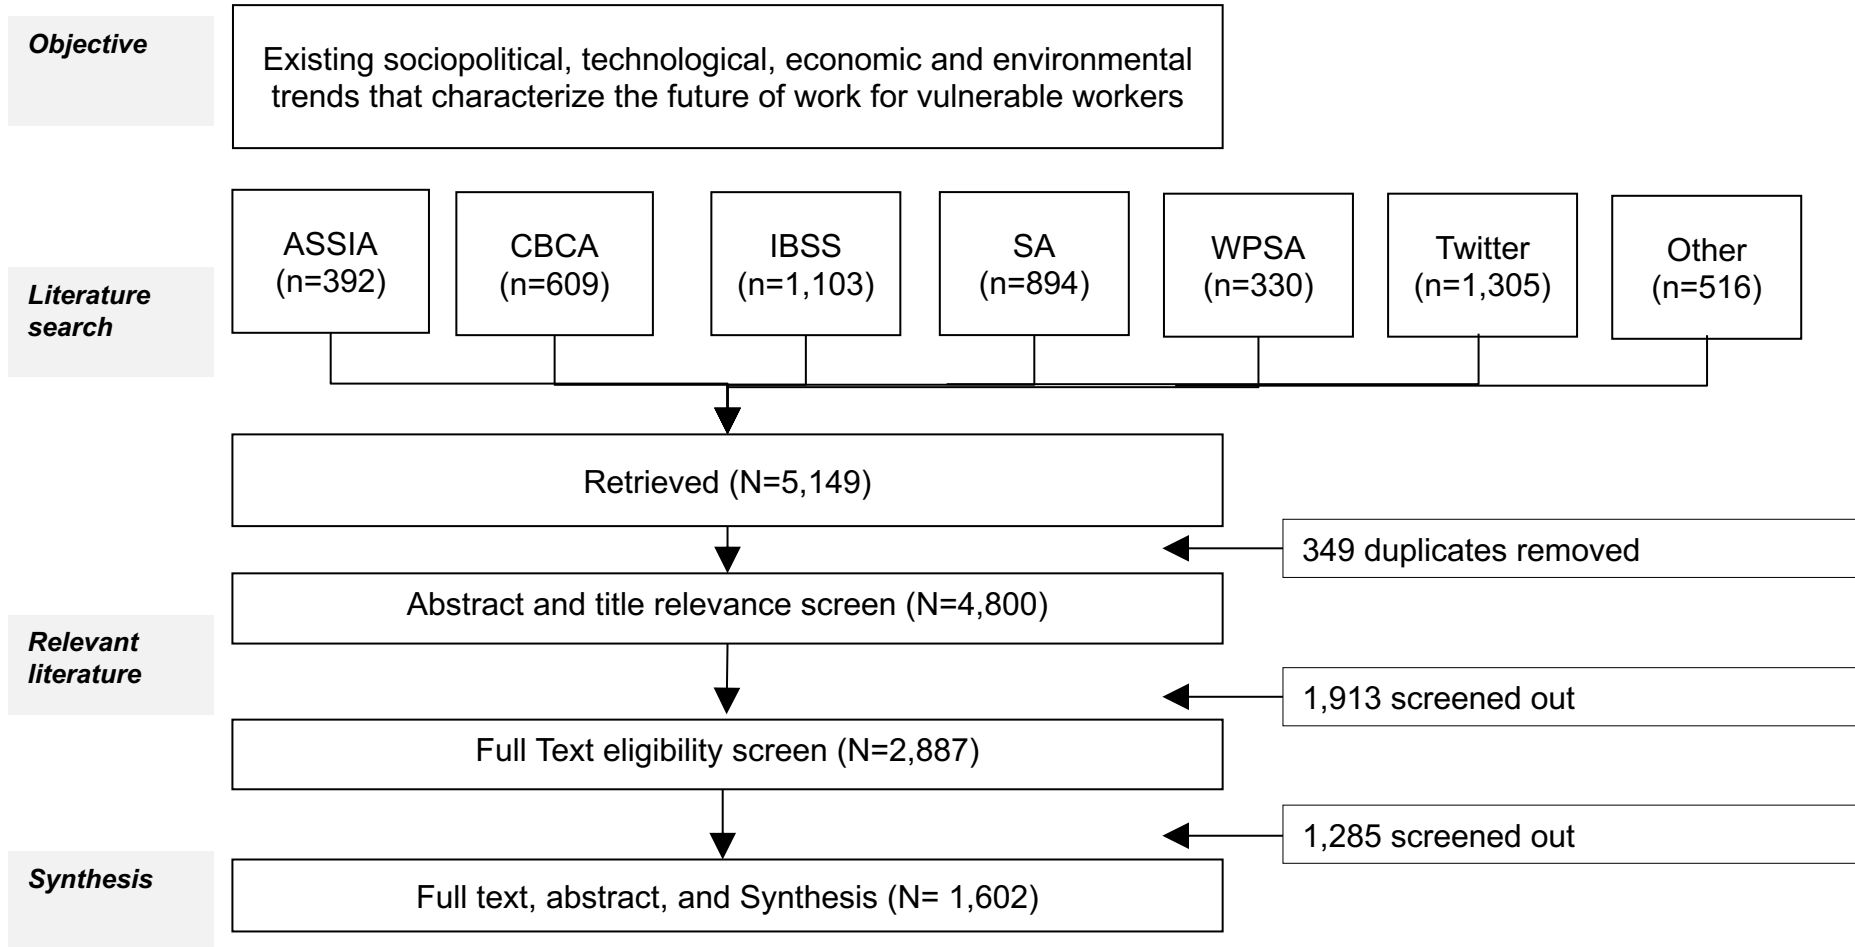 Objective
Existing sociopolitical, technological, economic and environmental
trends that characterize the future of work for vulnerable workers
Literature
search
ASSIA
(n=392)
CBCA
(n=609)
IBSS
(n=1,103)
SA
(n=894)
WPSA
(n=330)
Twitter
(n=1,305)
Other
(n=516)
Retrieved (N=5,149)
349 duplicates removed
Abstract and title relevance screen (N=4,800)
Relevant
literature
1,913 screened out
Full Text eligibility screen (N=2,887)
1,285 screened out
Synthesis
Full text, abstract, and Synthesis (N= 1,602)